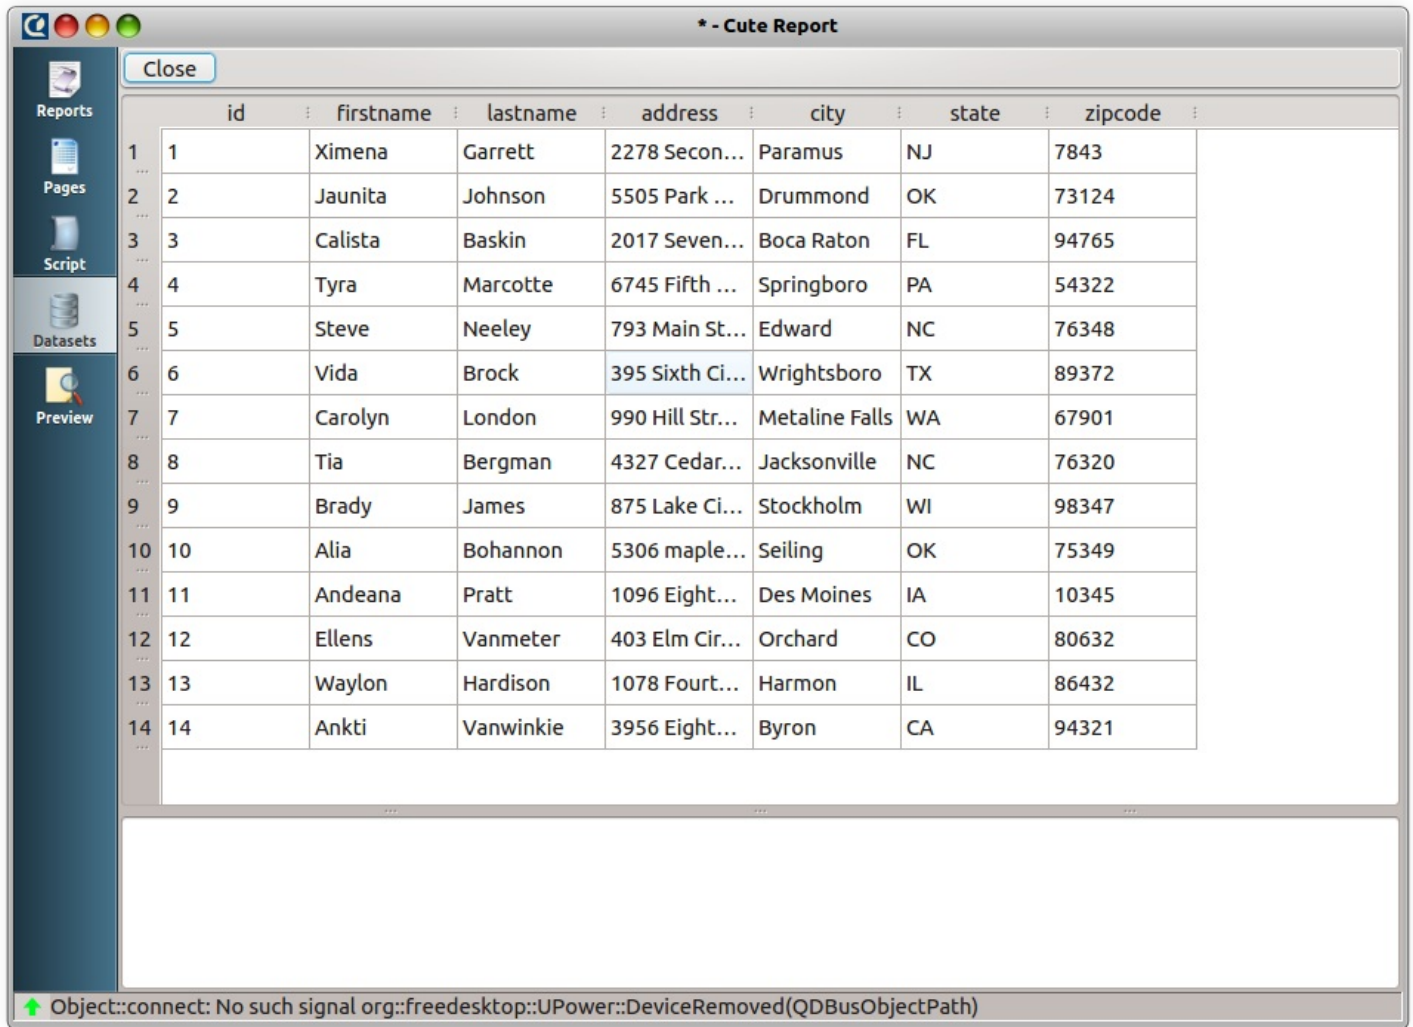 * - Cute Report
Close
Reports
Pages
Script
Datasets
Preview
id firstname lastname address city state zipcode
1 1 Ximena Garrett 2278 Secon... Paramus NJ 7843
2 2 Jaunita Johnson 5505 Park ... Drummond OK 73124
3 3 Calista Baskin 2017 Seven... Boca Raton FL 94765
4 4 Tyra Marcotte 6745 Fifth ... Springboro PA 54322
5 5 Steve Neeley 793 Main St... Edward NC 76348
6 6 Vida Brock 395 Sixth Ci... Wrightsboro TX 89372
7 7 Carolyn London 990 Hill Str... Metaline Falls WA 67901
8 8 Tia Bergman 4327 Cedar... Jacksonville NC 76320
9 9 Brady James 875 Lake Ci... Stockholm WI 98347
10 10 Alia Bohannon 5306 maple... Seiling OK 75349
11 11 Andeana Pratt 1096 Eight... Des Moines IA 10345
12 12 Ellens Vanmeter 403 Elm Cir... Orchard CO 80632
13 13 Waylon Hardison 1078 Fourt... Harmon IL 86432
14 14 Ankti Vanwinkie 3956 Eight... Byron CA 94321
Object::connect: No such signal org::freedesktop::UPower::DeviceRemoved(QDBusObjectPath)